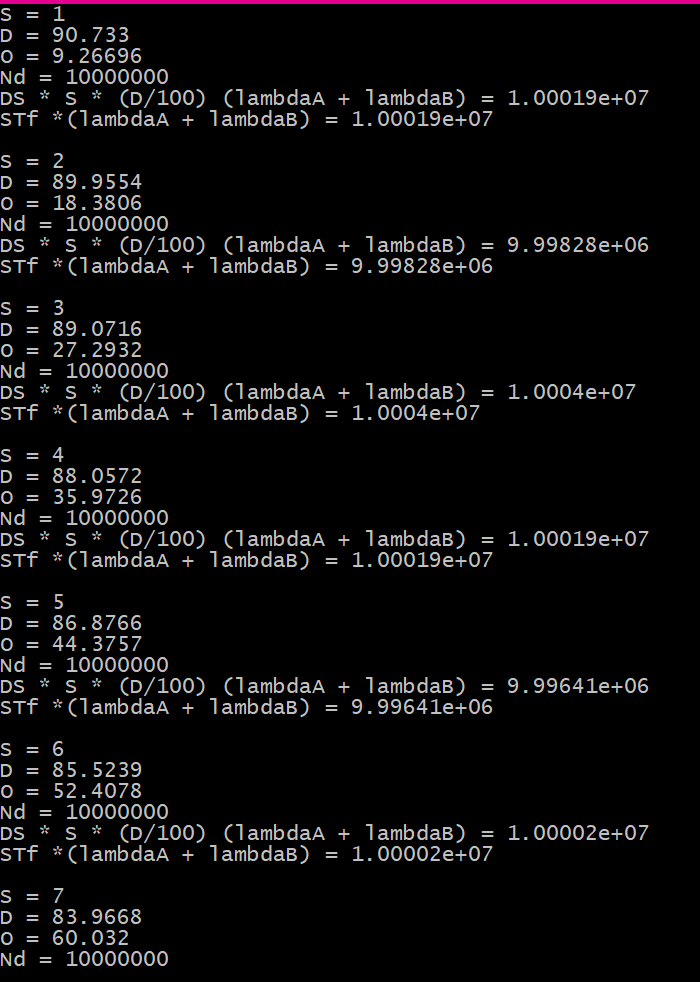 S = 1
D = 90.733
O = 9.26696
Nd = 10000000
DS * S * (D/100) (lambdaA + lambdaB) = 1.00019e+07
STf *(lambdaA + lambdaB) = 1.00019e+07
S = 2
D = 89.9554
O = 18.3806
Nd = 10000000
DS * S * (D/100) (lambdaA + lambdaB) = 9.99828e+06
STf *(lambdaA + lambdaB) = 9.99828e+06
S = 3
D = 89.0716
O = 27.2932
Nd = 10000000
DS * S * (D/100) (lambdaA + lambdaB) = 1.0004e+07
STf *(lambdaA + lambdaB) = 1.0004e+07
S = 4
D = 88.0572
O = 35.9726
Nd = 10000000
DS * S * (D/100) (lambdaA + lambdaB) = 1.00019e+07
STf *(lambdaA + lambdaB) = 1.00019e+07
S = 5
D = 86.8766
O = 44.3757
Nd = 10000000
DS * S * (D/100) (lambdaA + lambdaB) = 9.99641e+06
STf *(lambdaA + lambdaB) = 9.99641e+06
S = 6
D = 85.5239
O = 52.4078
Nd = 10000000
DS * S * (D/100) (lambdaA + lambdaB) = 1.00002e+07
STf *(lambdaA + lambdaB) = 1.00002e+07
S = 7
D = 83.9668
O = 60.032
Nd = 10000000